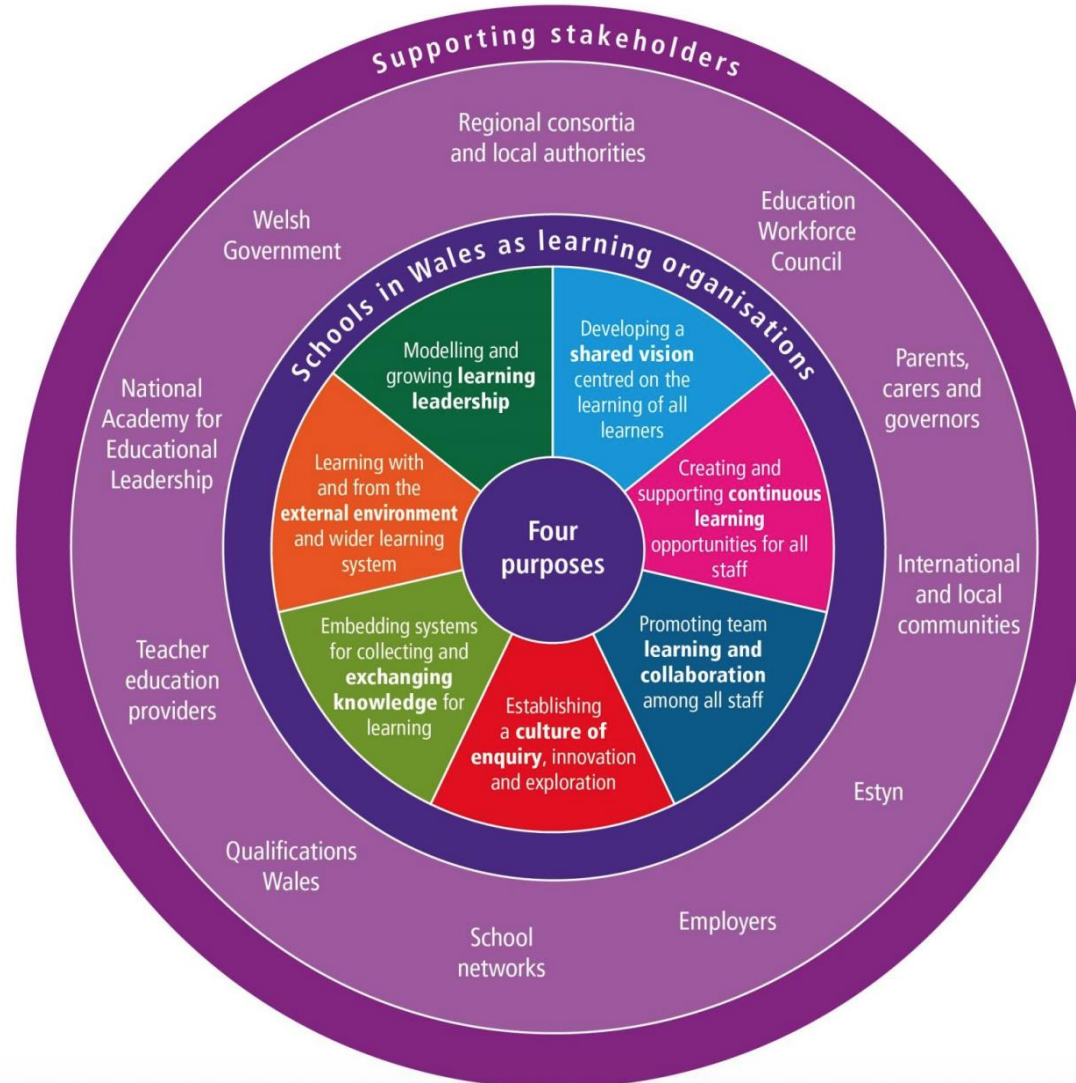 Supporting stakeholders
Regional consortia
and local authorities
Education
Workforce
Council
Parents,
carers and
governors
International
and local
communities
Estyn
Employers
School
networks
Qualifications
Wales
Teacher
education
providers
National
Academy for
Educational
Leadership
Welsh
Government
Schools in Wales as learning organisations
Developing a
shared vision
centred on the
learning of all
learners
Creating and
supporting continuous
learning
opportunities for all
staff
Promoting team
learning and
collaboration
among all staff
Establishing
a culture of
enquiry, innovation
and exploration
Embedding systems
for collecting and
exchanging
knowledge for
learning
Learning with
and from the
external environment
and wider learning
system
Modelling and
growing learning
leadership
Four
purposes